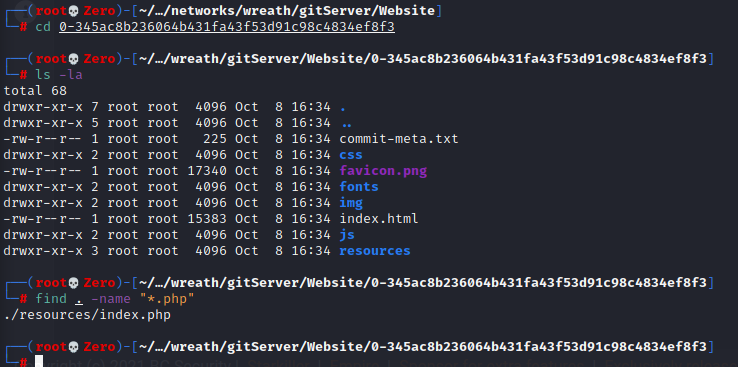 ┌──(root💀Zero)-[~/…/networks/wreath/gitServer/Website]
└─# cd 0-345ac8b236064b431fa43f53d91c98c4834ef8f3
┌──(root💀Zero)-[~/…/wreath/gitServer/Website/0-345ac8b236064b431fa43f53d91c98c4834ef8f3]
└─# ls -la
total 68
drwxr-xr-x 7 root root  4096 Oct  8 16:34 .
drwxr-xr-x 5 root root  4096 Oct  8 16:34 ..
-rw-r--r-- 1 root root   225 Oct  8 16:34 commit-meta.txt
drwxr-xr-x 2 root root  4096 Oct  8 16:34 css
-rw-r--r-- 1 root root 17340 Oct  8 16:34 favicon.png
drwxr-xr-x 2 root root  4096 Oct  8 16:34 fonts
drwxr-xr-x 2 root root  4096 Oct  8 16:34 img
-rw-r--r-- 1 root root 15383 Oct  8 16:34 index.html
drwxr-xr-x 2 root root  4096 Oct  8 16:34 js
drwxr-xr-x 3 root root  4096 Oct  8 16:34 resources
┌──(root💀Zero)-[~/…/wreath/gitServer/Website/0-345ac8b236064b431fa43f53d91c98c4834ef8f3]
└─# find . -name "*.php"
./resources/index.php
┌──(root💀Zero)-[~/…/wreath/gitServer/Website/0-345ac8b236064b431fa43f53d91c98c4834ef8f3]
└─#